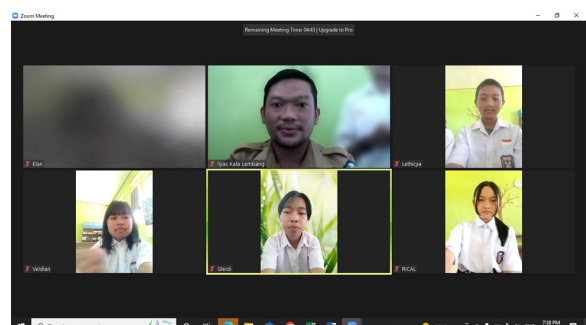 Zoom Meeting
Remaining Meeting Time: 04:43 | Upgrade to Pro
Elan
Ilyas Kala Lembang
Lethicya
Veldian
Gleidi
RICAL
7:38 PM